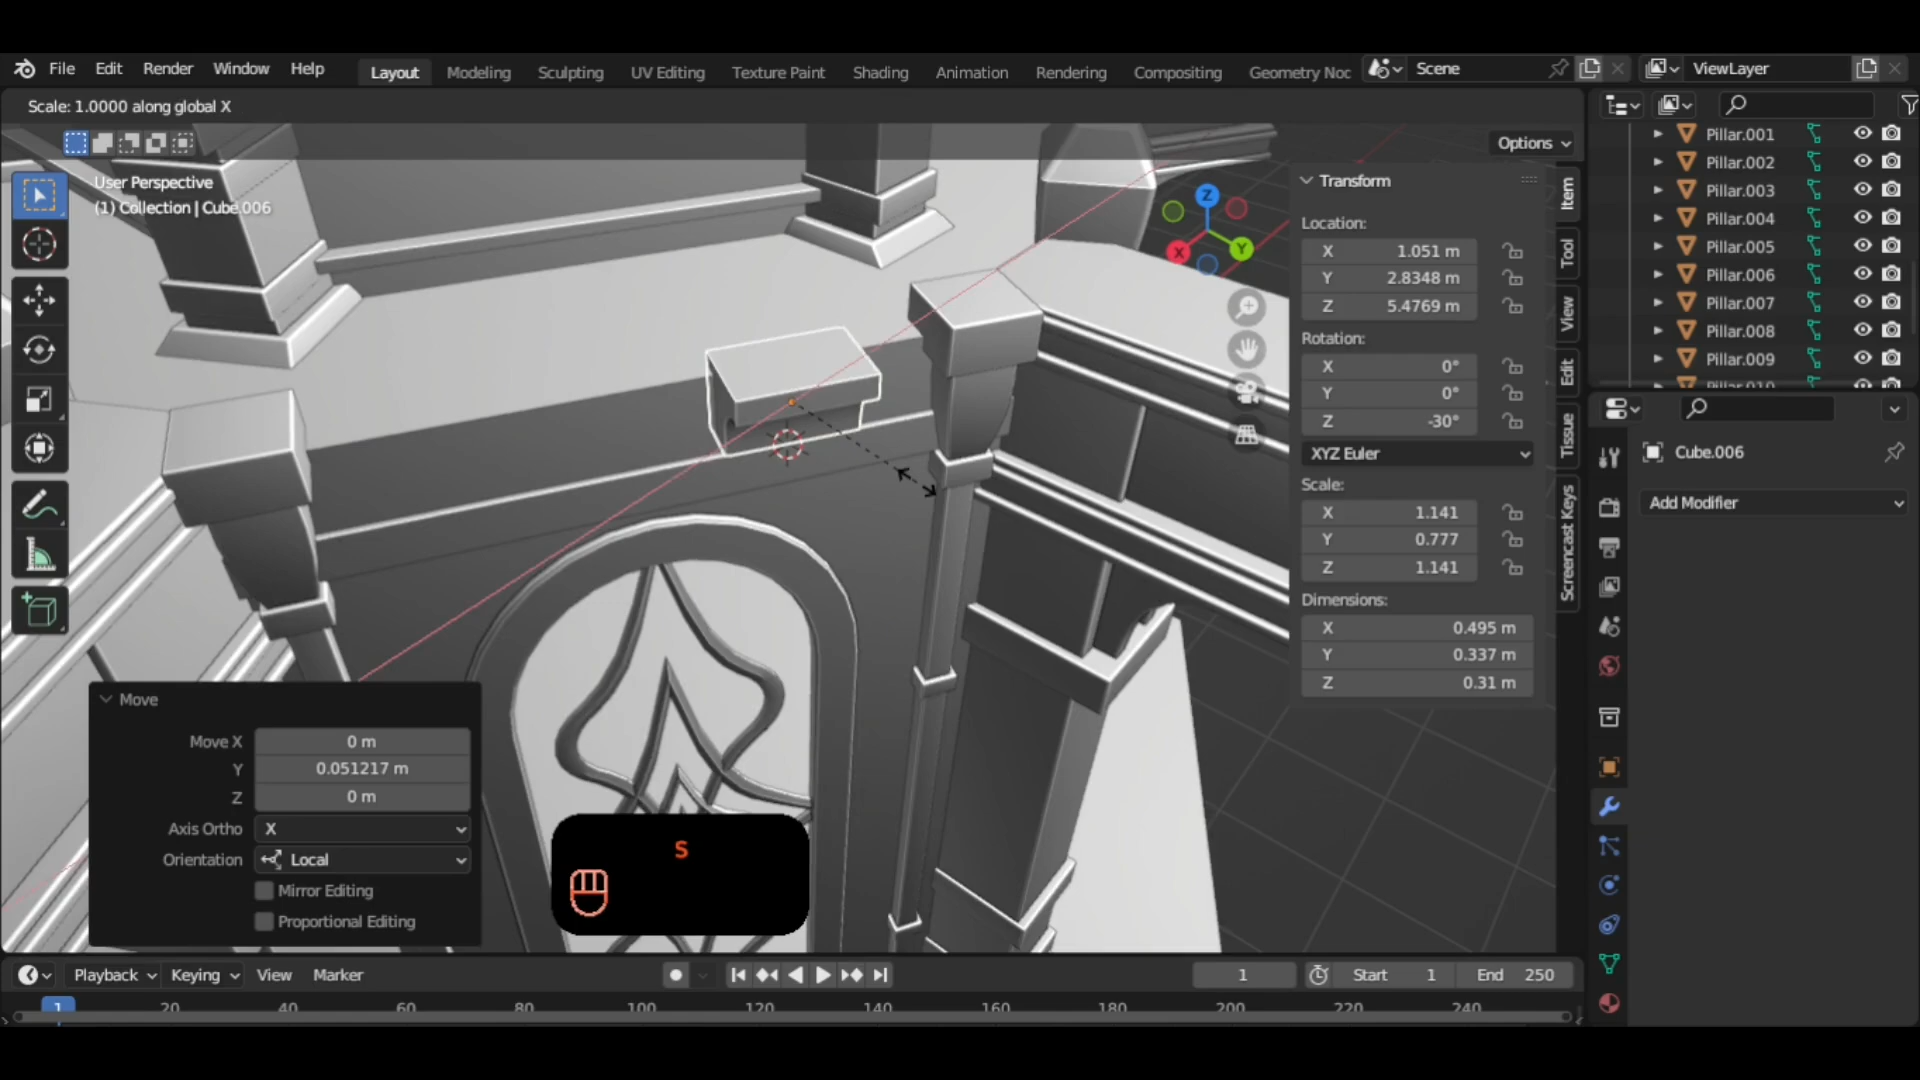 File Edit Render Window Help Layout Modeling Sculpting UV Editing Texture Paint Shading Animation Rendering Compositing Geometry Noc Scene ViewLayer
Scale: 1.0000 along global X
Options
User Perspective
(1) Collection | Cube.006
Transform
Location:
X 1.051 m
Y 2.8348 m
Z 5.4769 m
Rotation:
X 0°
Y 0°
Z -30°
XYZ Euler
Scale:
X 1.141
Y 0.777
Z 1.141
Dimensions:
X 0.495 m
Y 0.337 m
Z 0.31 m
Item
Tool
View
Edit
Tissue
Screencast Keys
Z
X
Y
Pillar.001
Pillar.002
Pillar.003
Pillar.004
Pillar.005
Pillar.006
Pillar.007
Pillar.008
Pillar.009
Pillar.010
Cube.006
Add Modifier
Move
Move X 0 m
Y 0.051217 m
Z 0 m
Axis Ortho X
Orientation Local
Mirror Editing
Proportional Editing
S
Playback Keying View Marker 1 Start 1 End 250
1 20 40 60 80 100 120 140 160 180 200 220 240